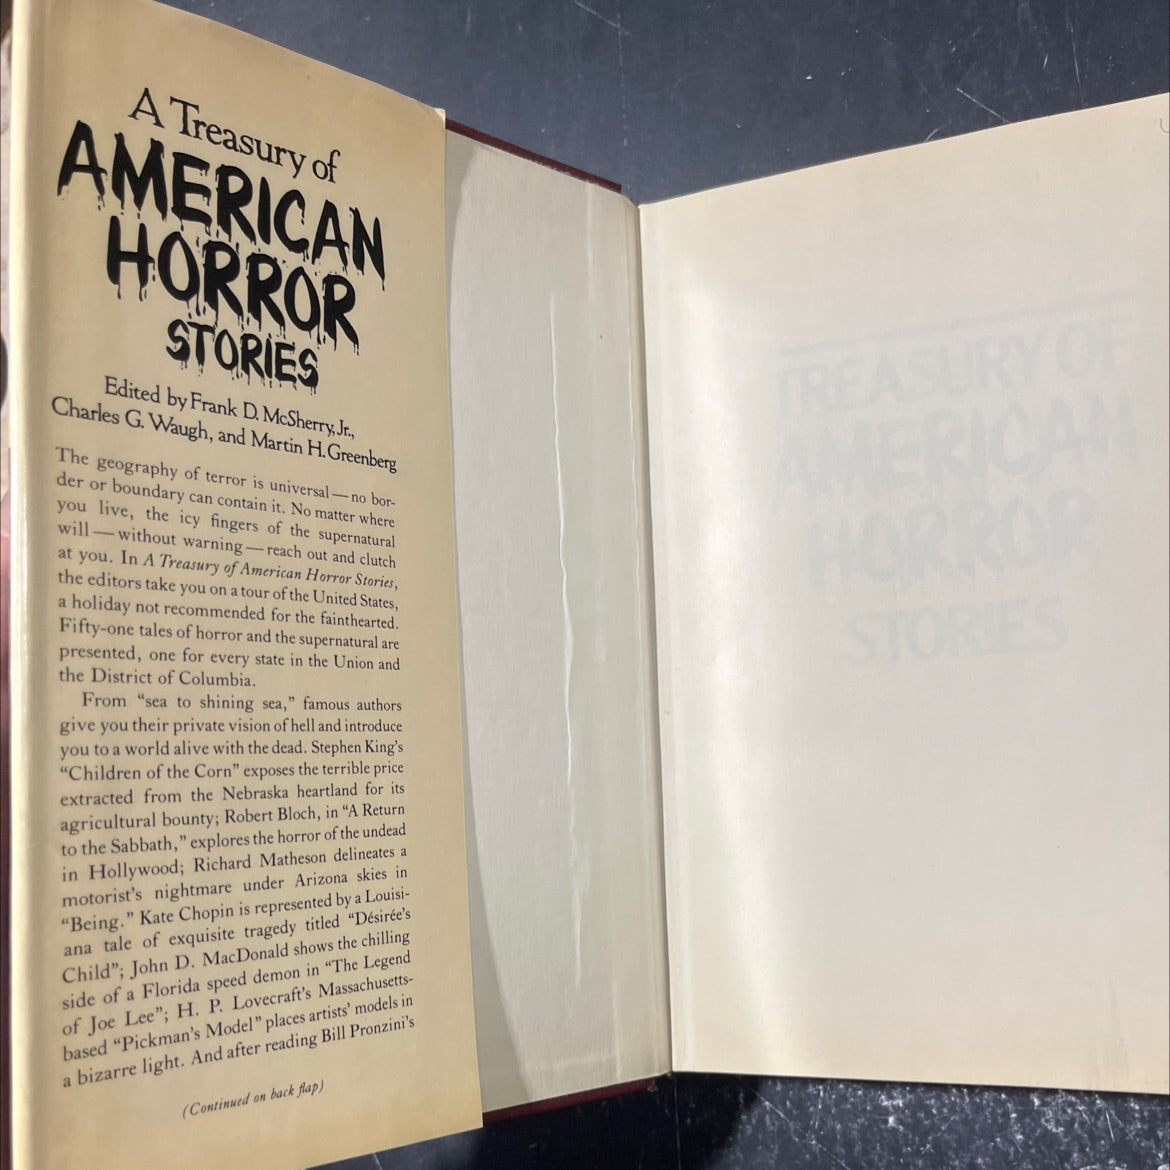 A Treasury of
AMERICAN
HORROR
STORIES
Edited by Frank D. McSherry, Jr.,
Charles G. Waugh, and Martin H. Greenberg
The geography of terror is universal — no bor-
der or boundary can contain it. No matter where
you live, the icy fingers of the supernatural
will — without warning — reach out and clutch
at you. In A Treasury of American Horror Stories,
the editors take you on a tour of the United States,
a holiday not recommended for the fainthearted.
Fifty-one tales of horror and the supernatural are
presented, one for every state in the Union and
the District of Columbia.
From “sea to shining sea,” famous authors
give you their private vision of hell and introduce
you to a world alive with the dead. Stephen King’s
“Children of the Corn” exposes the terrible price
extracted from the Nebraska heartland for its
agricultural bounty; Robert Bloch, in “A Return
to the Sabbath,” explores the horror of the undead
in Hollywood; Richard Matheson delineates a
motorist’s nightmare under Arizona skies in
“Being.” Kate Chopin is represented by a Louisi-
ana tale of exquisite tragedy titled “Désirée’s
Child”; John D. MacDonald shows the chilling
side of a Florida speed demon in “The Legend
of Joe Lee”; H. P. Lovecraft’s Massachusetts-
based “Pickman’s Model” places artists’ models in
a bizarre light. And after reading Bill Pronzini’s
(Continued on back flap)
TREASURY OF
AMERICAN
HORROR
STORIES